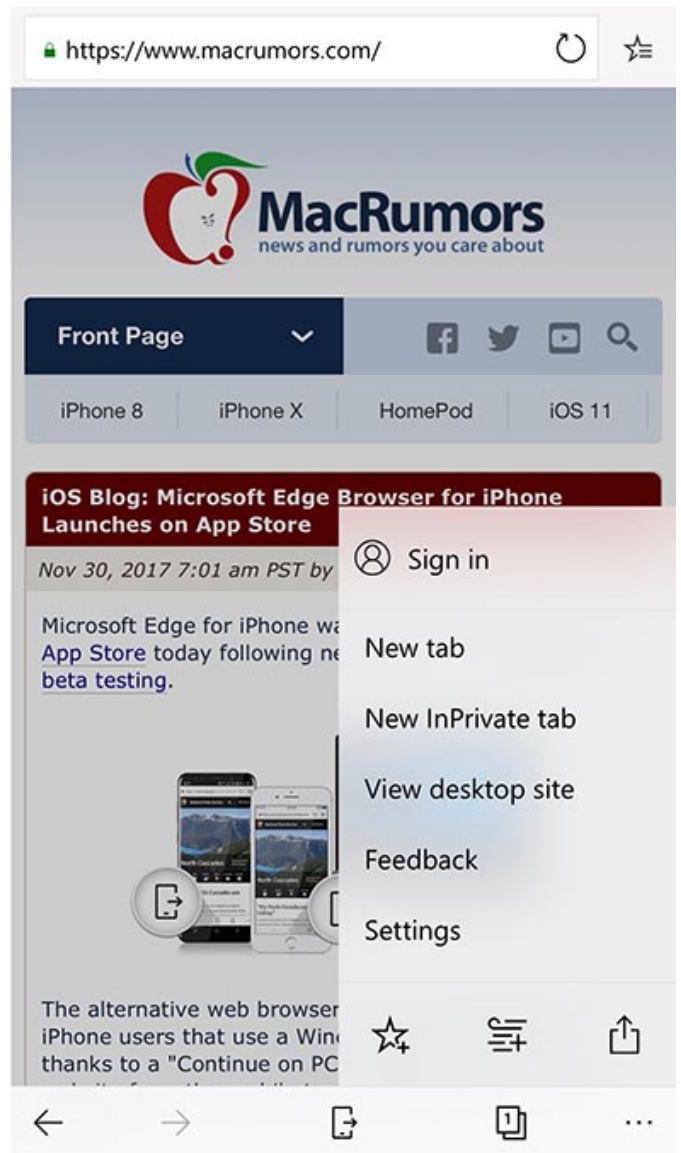 https://www.macrumors.com/
MacRumors
news and rumors you care about
Front Page
iPhone 8 iPhone X HomePod iOS 11
iOS Blog: Microsoft Edge Browser for iPhone
Launches on App Store
Nov 30, 2017 7:01 am PST by
Microsoft Edge for iPhone
App Store today following
beta testing.
The alternative web browser
iPhone users that use a
thanks to a "Continue on PC
Sign in
New tab
New InPrivate tab
View desktop site
Feedback
Settings
1